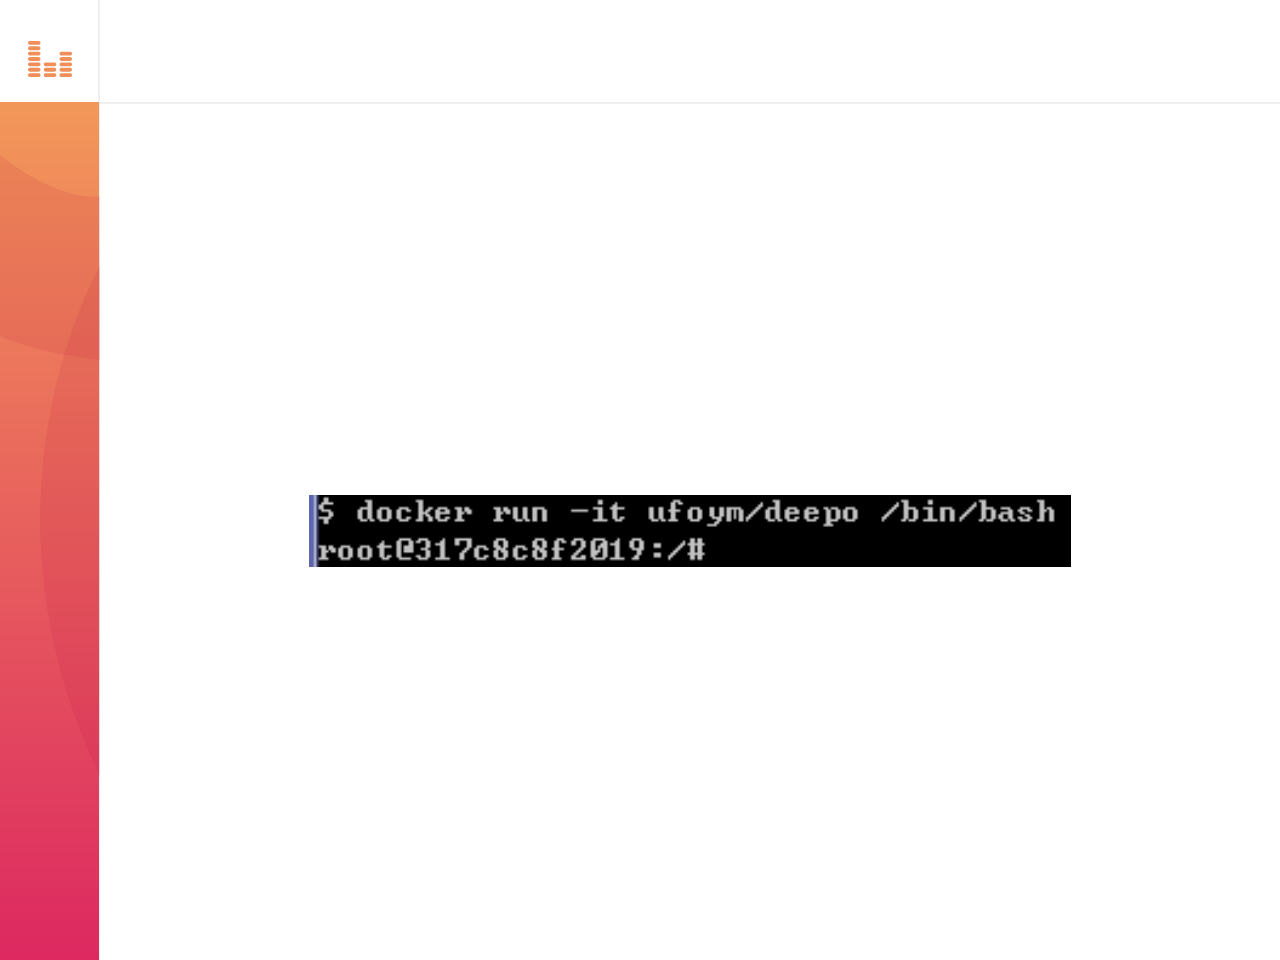 $ docker run -it ufoym/deepo /bin/bash
root@317c8c8f2019:/#